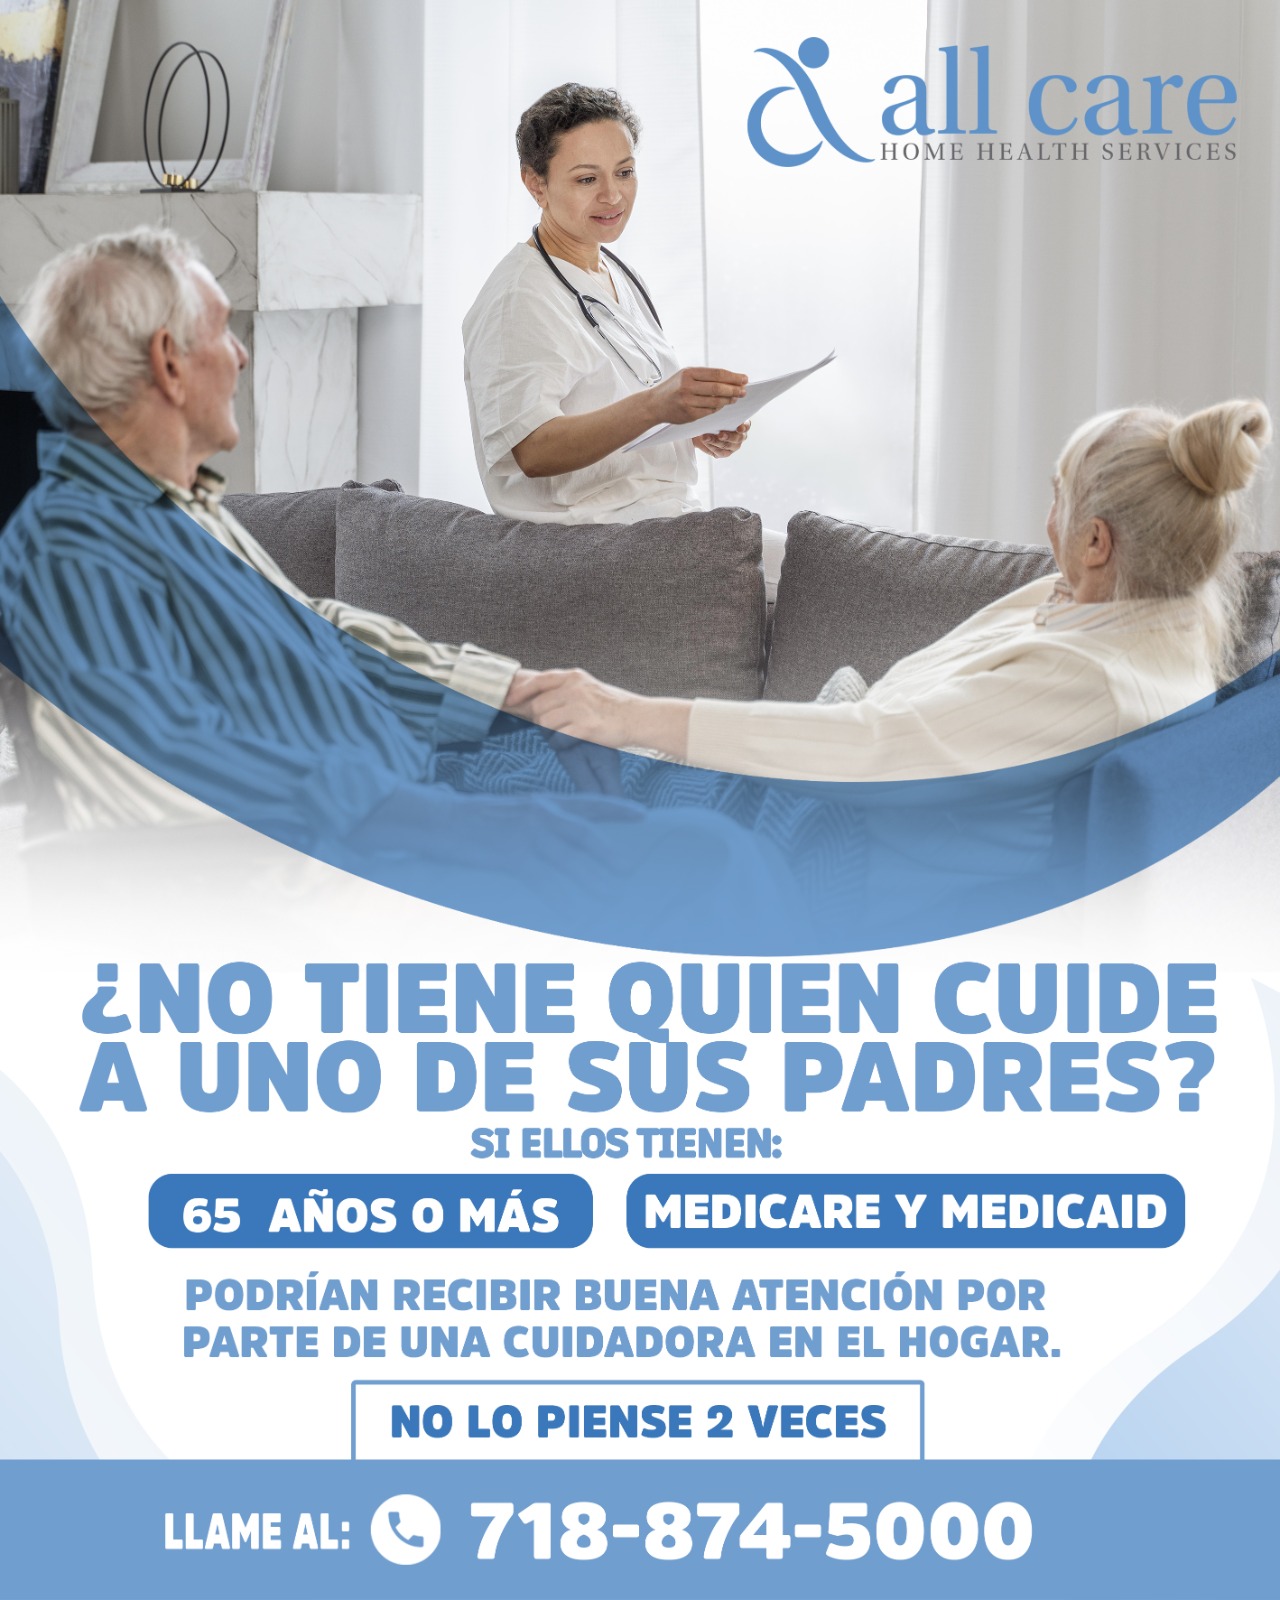 all care
HOME HEALTH SERVICES
¿NO TIENE QUIEN CUIDE
A UNO DE SUS PADRES?
SI ELLOS TIENEN:
65 AÑOS O MÁS
MEDICARE Y MEDICAID
PODRÍAN RECIBIR BUENA ATENCIÓN POR
PARTE DE UNA CUIDADORA EN EL HOGAR.
NO LO PIENSE 2 VECES
LLAME AL: 718-874-5000